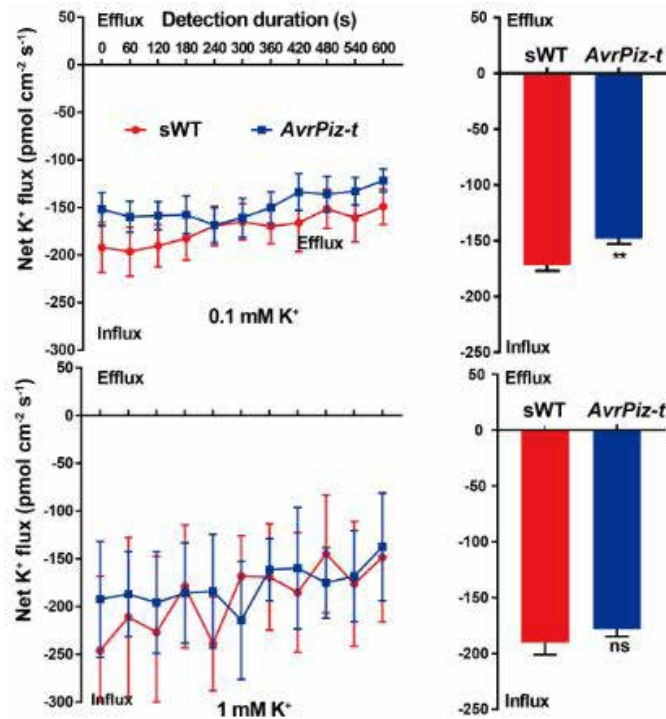 Efflux Detection duration (s)
50
0 60 120 180 240 300 360 420 480 540 600
0
-50
-100
-150
-200
-250
-300
Net K⁺ flux (pmol cm⁻² s⁻¹)
sWT AvrPiz-t
Efflux
Influx
0.1 mM K⁺
Efflux
50
sWT AvrPiz-t
0
-50
-100
-150
-200
-250
**
Influx
Efflux
50
0
-50
-100
-150
-200
-250
-300
Net K⁺ flux (pmol cm⁻² s⁻¹)
Influx
1 mM K⁺
Efflux
50
sWT AvrPiz-t
0
-50
-100
-150
-200
-250
ns
Influx